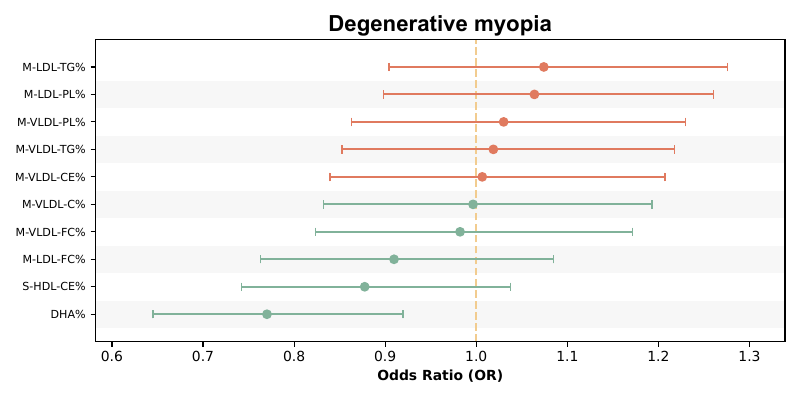 Degenerative myopia
M-LDL-TG%
M-LDL-PL%
M-VLDL-PL%
M-VLDL-TG%
M-VLDL-CE%
M-VLDL-C%
M-VLDL-FC%
M-LDL-FC%
S-HDL-CE%
DHA%
0.6 0.7 0.8 0.9 1.0 1.1 1.2 1.3
Odds Ratio (OR)